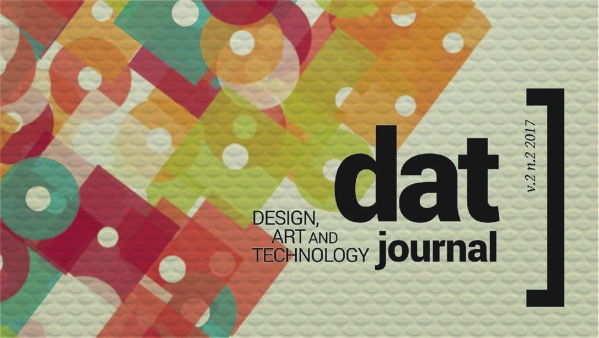 dat
DESIGN,
ART AND
TECHNOLOGY
journal
v.2 n.2 2017